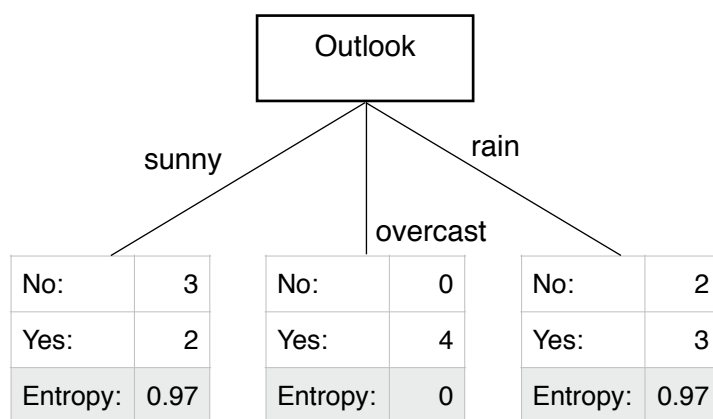 Outlook
sunny
rain
overcast
No: 3
Yes: 2
Entropy: 0.97
No: 0
Yes: 4
Entropy: 0
No: 2
Yes: 3
Entropy: 0.97